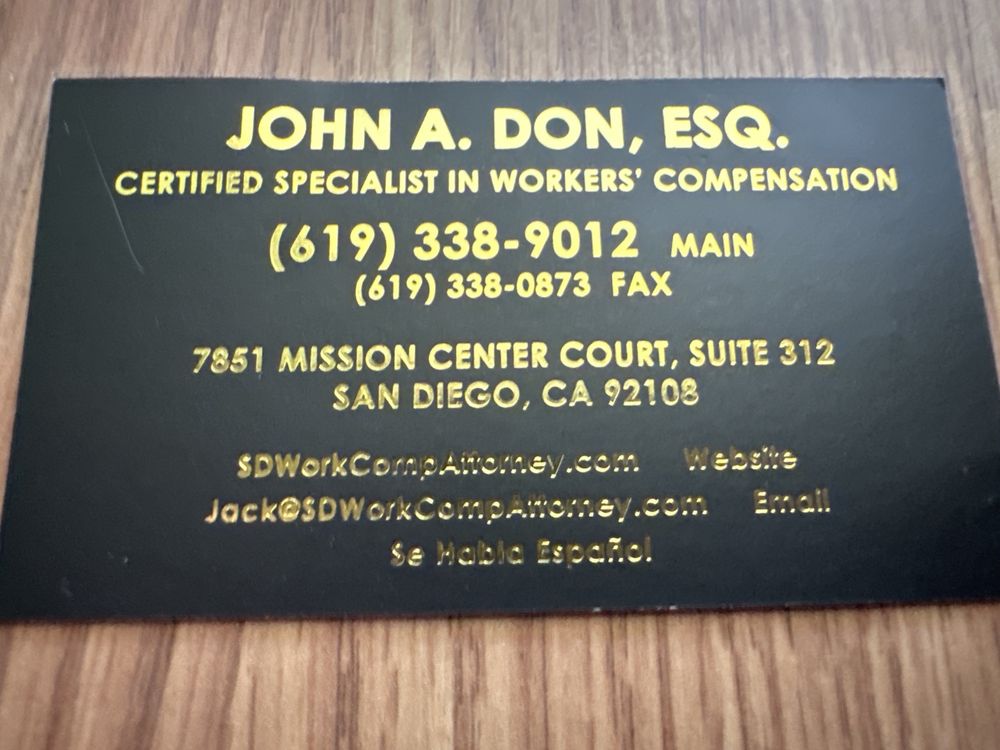 JOHN A. DON, ESQ.
CERTIFIED SPECIALIST IN WORKERS' COMPENSATION
(619) 338-9012 MAIN
(619) 338-0873 FAX
7851 MISSION CENTER COURT, SUITE 312
SAN DIEGO, CA 92108
SDWorkCompAttorney.com Website
Jack@SDWorkCompAttorney.com Email
Se Habla Español